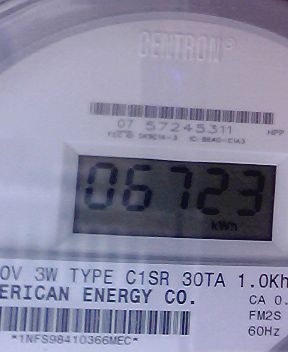 CENTRON®
07 57245311
HPP
06723
kWh
0V 3W TYPE C1SR 30TA 1.0Kh
ERICAN ENERGY CO.
CA 0.
FM2S
60Hz
*1NFS98410366MEC*